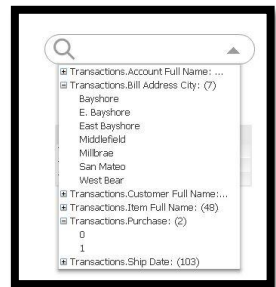 Transactions.Account Full Name: ...
Transactions.Bill Address City: (7)
Bayshore
E. Bayshore
East Bayshore
Middlefield
Millbrae
San Mateo
West Bear
Transactions.Customer Full Name:...
Transactions.Item Full Name: (48)
Transactions.Purchase: (2)
0
1
Transactions.Ship Date: (103)